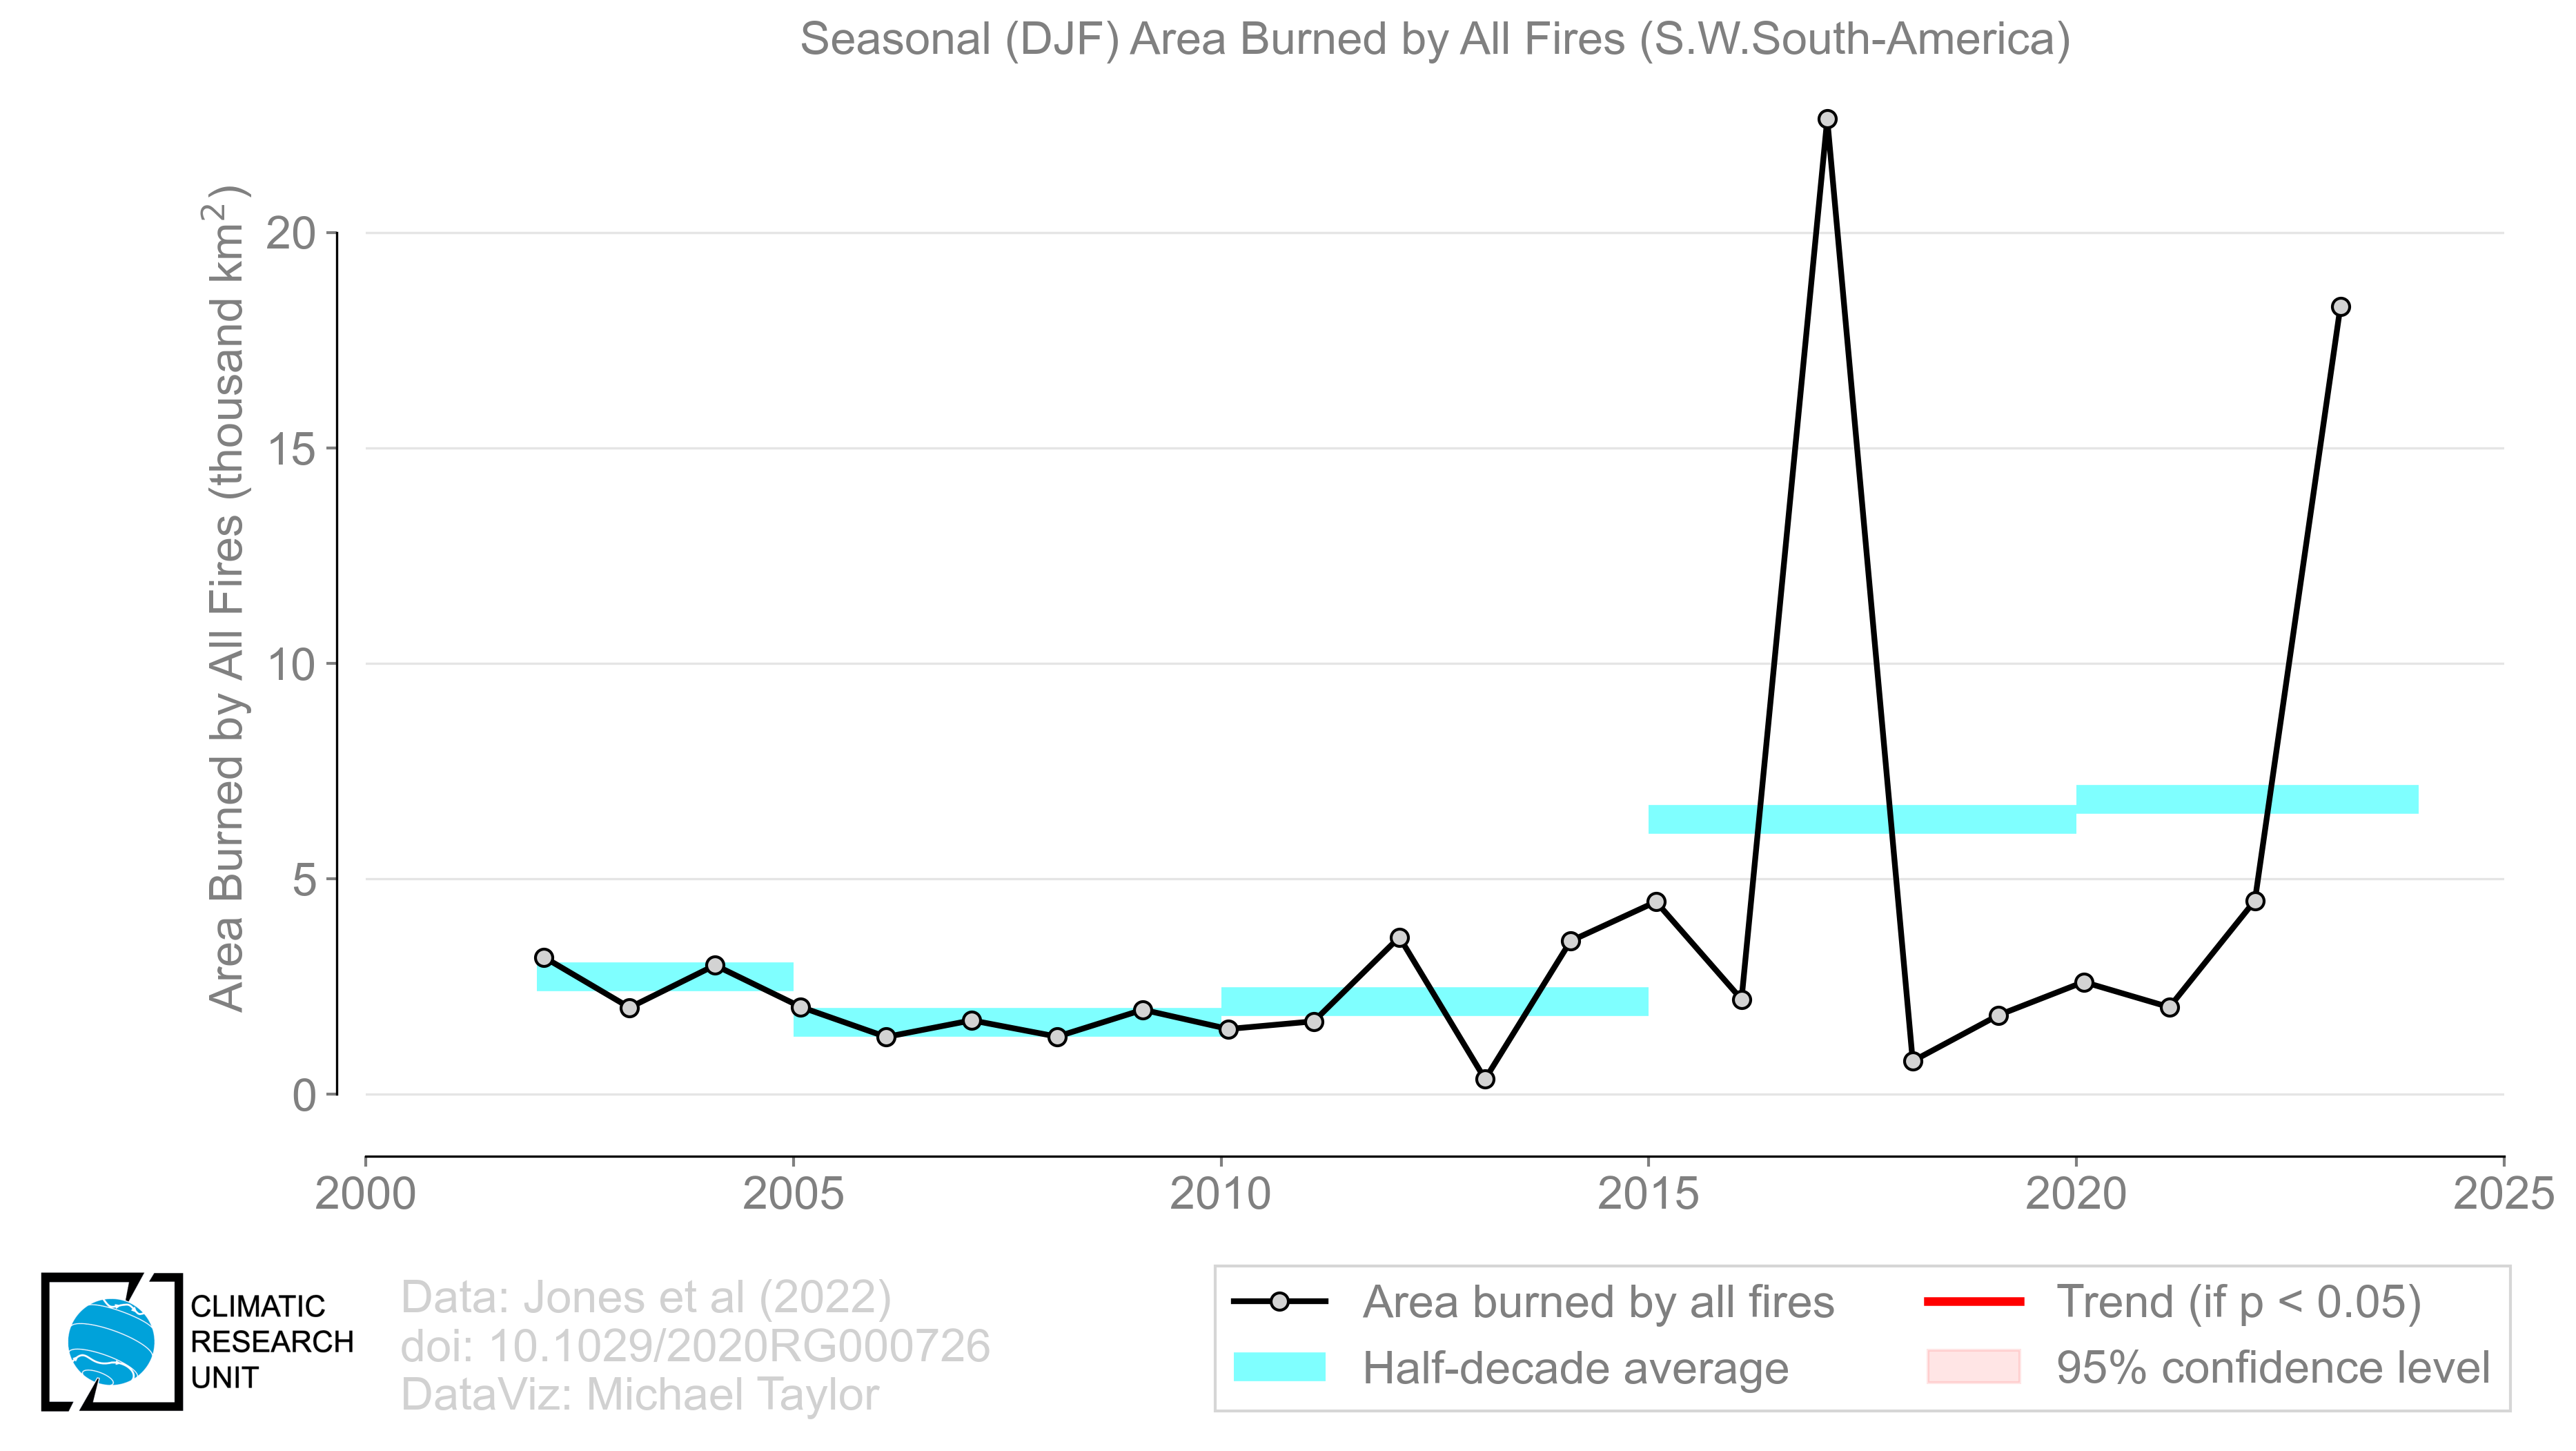 Seasonal (DJF) Area Burned by All Fires (S.W.South-America)
Area Burned by All Fires (thousand km²)
20
15
10
5
0
2000 2005 2010 2015 2020 2025
CLIMATIC
RESEARCH
UNIT
Data: Jones et al (2022)
doi: 10.1029/2020RG000726
DataViz: Michael Taylor
Area burned by all fires
Half-decade average
Trend (if p < 0.05)
95% confidence level